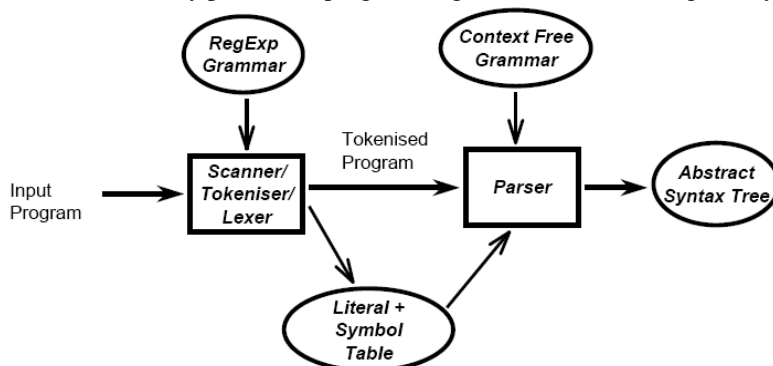 RegExp
Grammar
Context Free
Grammar
Input
Program
Scanner/
Tokeniser/
Lexer
Tokenised
Program
Parser
Abstract
Syntax Tree
Literal +
Symbol
Table